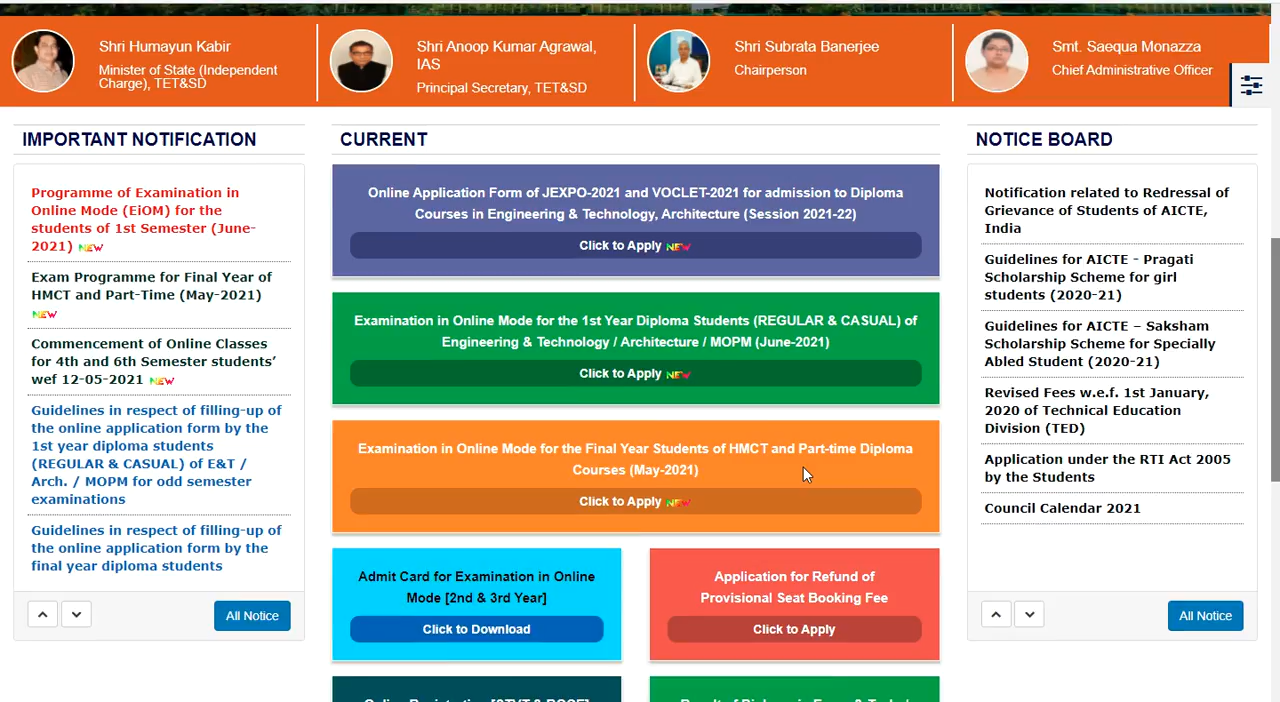 Shri Humayun Kabir
Minister of State (Independent
Charge), TET&SD
Shri Anoop Kumar Agrawal,
IAS
Principal Secretary, TET&SD
Shri Subrata Banerjee
Chairperson
Smt. Saequa Monazza
Chief Administrative Officer
IMPORTANT NOTIFICATION
Programme of Examination in
Online Mode (EiOM) for the
students of 1st Semester (June-
2021) NEW
Exam Programme for Final Year of
HMCT and Part-Time (May-2021)
NEW
Commencement of Online Classes
for 4th and 6th Semester students’
wef 12-05-2021 NEW
Guidelines in respect of filling-up of
the online application form by the
1st year diploma students
(REGULAR & CASUAL) of E&T /
Arch. / MOPM for odd semester
examinations
Guidelines in respect of filling-up of
the online application form by the
final year diploma students
All Notice
CURRENT
Online Application Form of JEXPO-2021 and VOCLET-2021 for admission to Diploma
Courses in Engineering & Technology, Architecture (Session 2021-22)
Click to Apply NEW
Examination in Online Mode for the 1st Year Diploma Students (REGULAR & CASUAL) of
Engineering & Technology / Architecture / MOPM (June-2021)
Click to Apply NEW
Examination in Online Mode for the Final Year Students of HMCT and Part-time Diploma
Courses (May-2021)
Click to Apply NEW
Admit Card for Examination in Online
Mode [2nd & 3rd Year]
Click to Download
Application for Refund of
Provisional Seat Booking Fee
Click to Apply
NOTICE BOARD
Notification related to Redressal of
Grievance of Students of AICTE,
India
Guidelines for AICTE - Pragati
Scholarship Scheme for girl
students (2020-21)
Guidelines for AICTE – Saksham
Scholarship Scheme for Specially
Abled Student (2020-21)
Revised Fees w.e.f. 1st January,
2020 of Technical Education
Division (TED)
Application under the RTI Act 2005
by the Students
Council Calendar 2021
All Notice